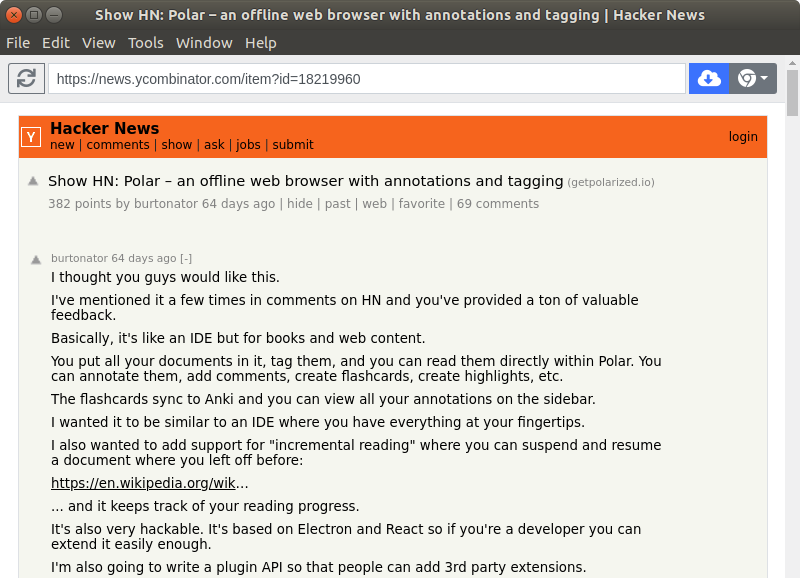 Show HN: Polar – an offline web browser with annotations and tagging | Hacker News
File Edit View Tools Window Help
https://news.ycombinator.com/item?id=18219960
Y
Hacker News
new | comments | show | ask | jobs | submit
login
Show HN: Polar – an offline web browser with annotations and tagging (getpolarized.io)
382 points by burtonator 64 days ago | hide | past | web | favorite | 69 comments
burtonator 64 days ago [-]
I thought you guys would like this.
I've mentioned it a few times in comments on HN and you've provided a ton of valuable
feedback.
Basically, it's like an IDE but for books and web content.
You put all your documents in it, tag them, and you can read them directly within Polar. You
can annotate them, add comments, create flashcards, create highlights, etc.
The flashcards sync to Anki and you can view all your annotations on the sidebar.
I wanted it to be similar to an IDE where you have everything at your fingertips.
I also wanted to add support for "incremental reading" where you can suspend and resume
a document where you left off before:
https://en.wikipedia.org/wik...
... and it keeps track of your reading progress.
It's also very hackable. It's based on Electron and React so if you're a developer you can
extend it easily enough.
I'm also going to write a plugin API so that people can add 3rd party extensions.